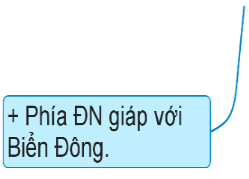 + Phía ĐN giáp với
Biển Đông.